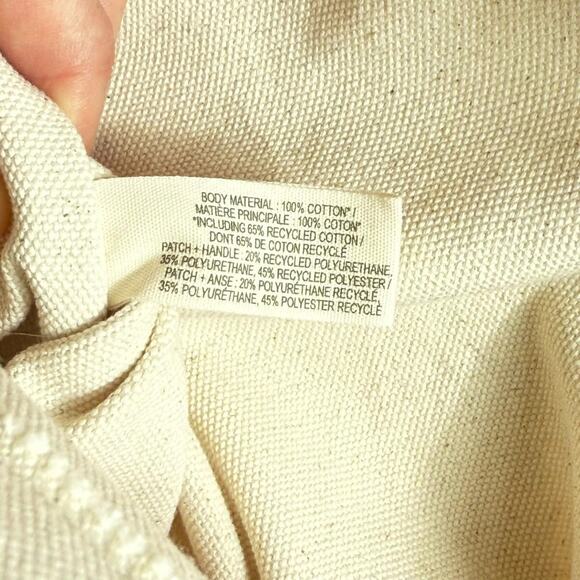 BODY MATERIAL : 100% COTTON* /
MATIÈRE PRINCIPALE : 100% COTON*
*INCLUDING 65% RECYCLED COTTON /
DONT 65% DE COTON RECYCLÉ
PATCH + HANDLE : 20% RECYCLED POLYURETHANE,
35% POLYURETHANE, 45% RECYCLED POLYESTER /
PATCH + ANSE : 20% POLYURÉTHANE RECYCLÉ,
35% POLYURÉTHANE, 45% POLYESTER RECYCLÉ